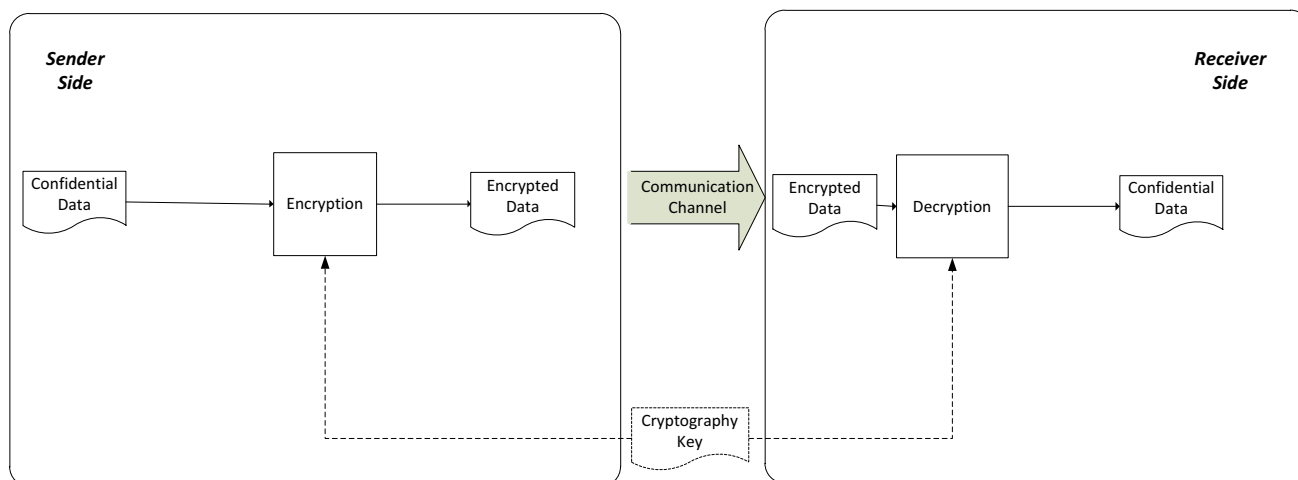 Sender
Side
Receiver
Side
Confidential
Data
Encryption
Encrypted
Data
Communication
Channel
Encrypted
Data
Decryption
Confidential
Data
Cryptography
Key